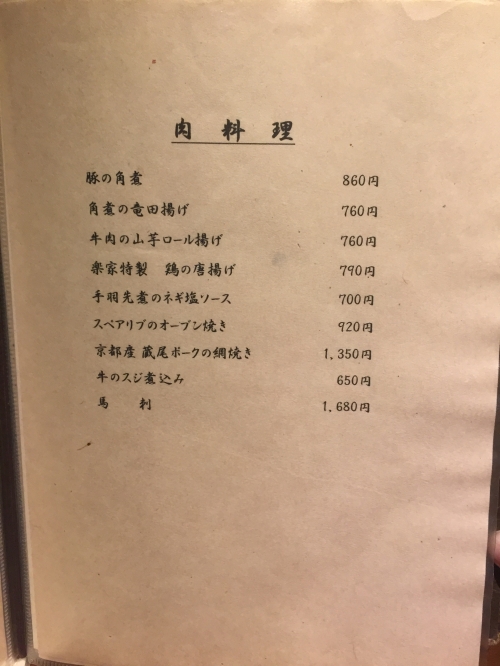 肉 料 理
豚の角煮 860円
角煮の竜田揚げ 760円
牛肉の山芋ロール揚げ 760円
楽家特製 鶏の唐揚げ 790円
手羽先煮のネギ塩ソース 700円
スペアリブのオーブン焼き 920円
京都産 蔵尾ポークの網焼き 1,350円
牛のスジ煮込み 650円
馬 刺 1,680円